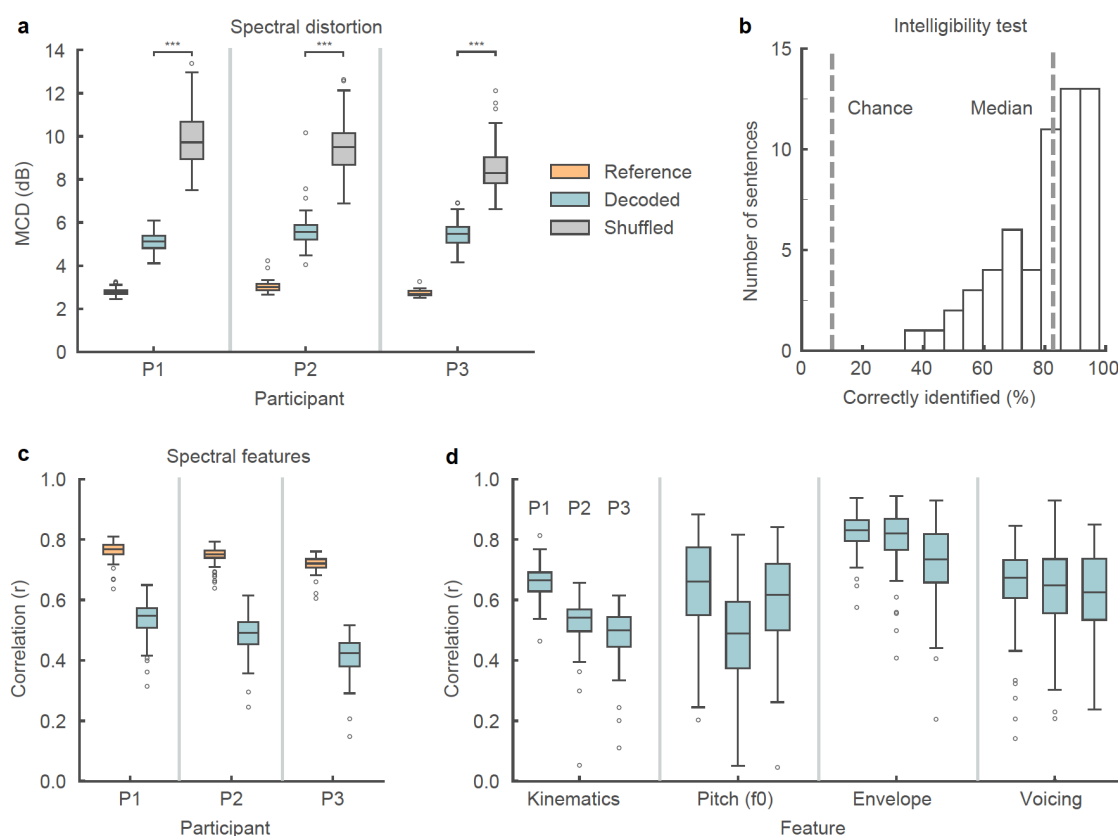 a
Spectral distortion
MCD (dB)
14
12
10
8
6
4
2
0
***
***
***
P1
P2
P3
Participant
Reference
Decoded
Shuffled
b
Intelligibility test
Number of sentences
15
10
5
0
Chance
Median
0
20
40
60
80
100
Correctly identified (%)
c
Spectral features
Correlation (r)
1.0
0.8
0.6
0.4
0.2
0.0
P1
P2
P3
Participant
d
Correlation (r)
1.0
0.8
0.6
0.4
0.2
0.0
P1
P2
P3
Kinematics
Pitch (f0)
Envelope
Voicing
Feature